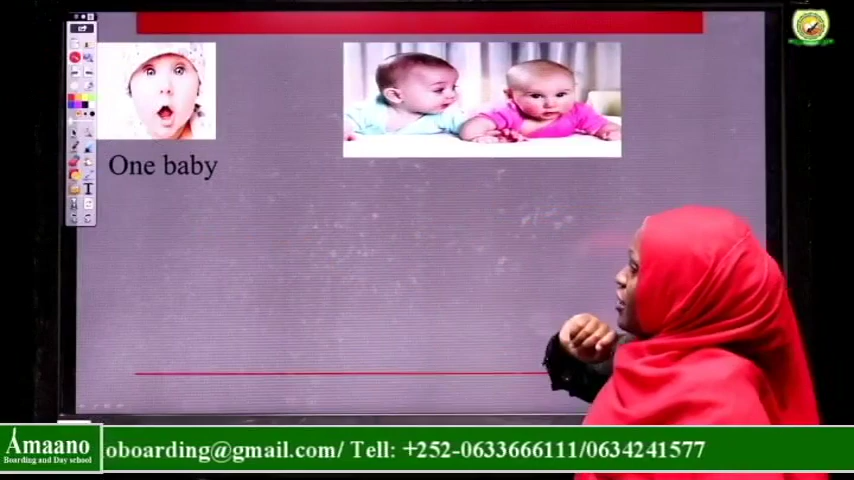 One baby
T
Amaano
Boarding and Day school
oboarding@gmail.com/ Tell: +252-0633666111/0634241577